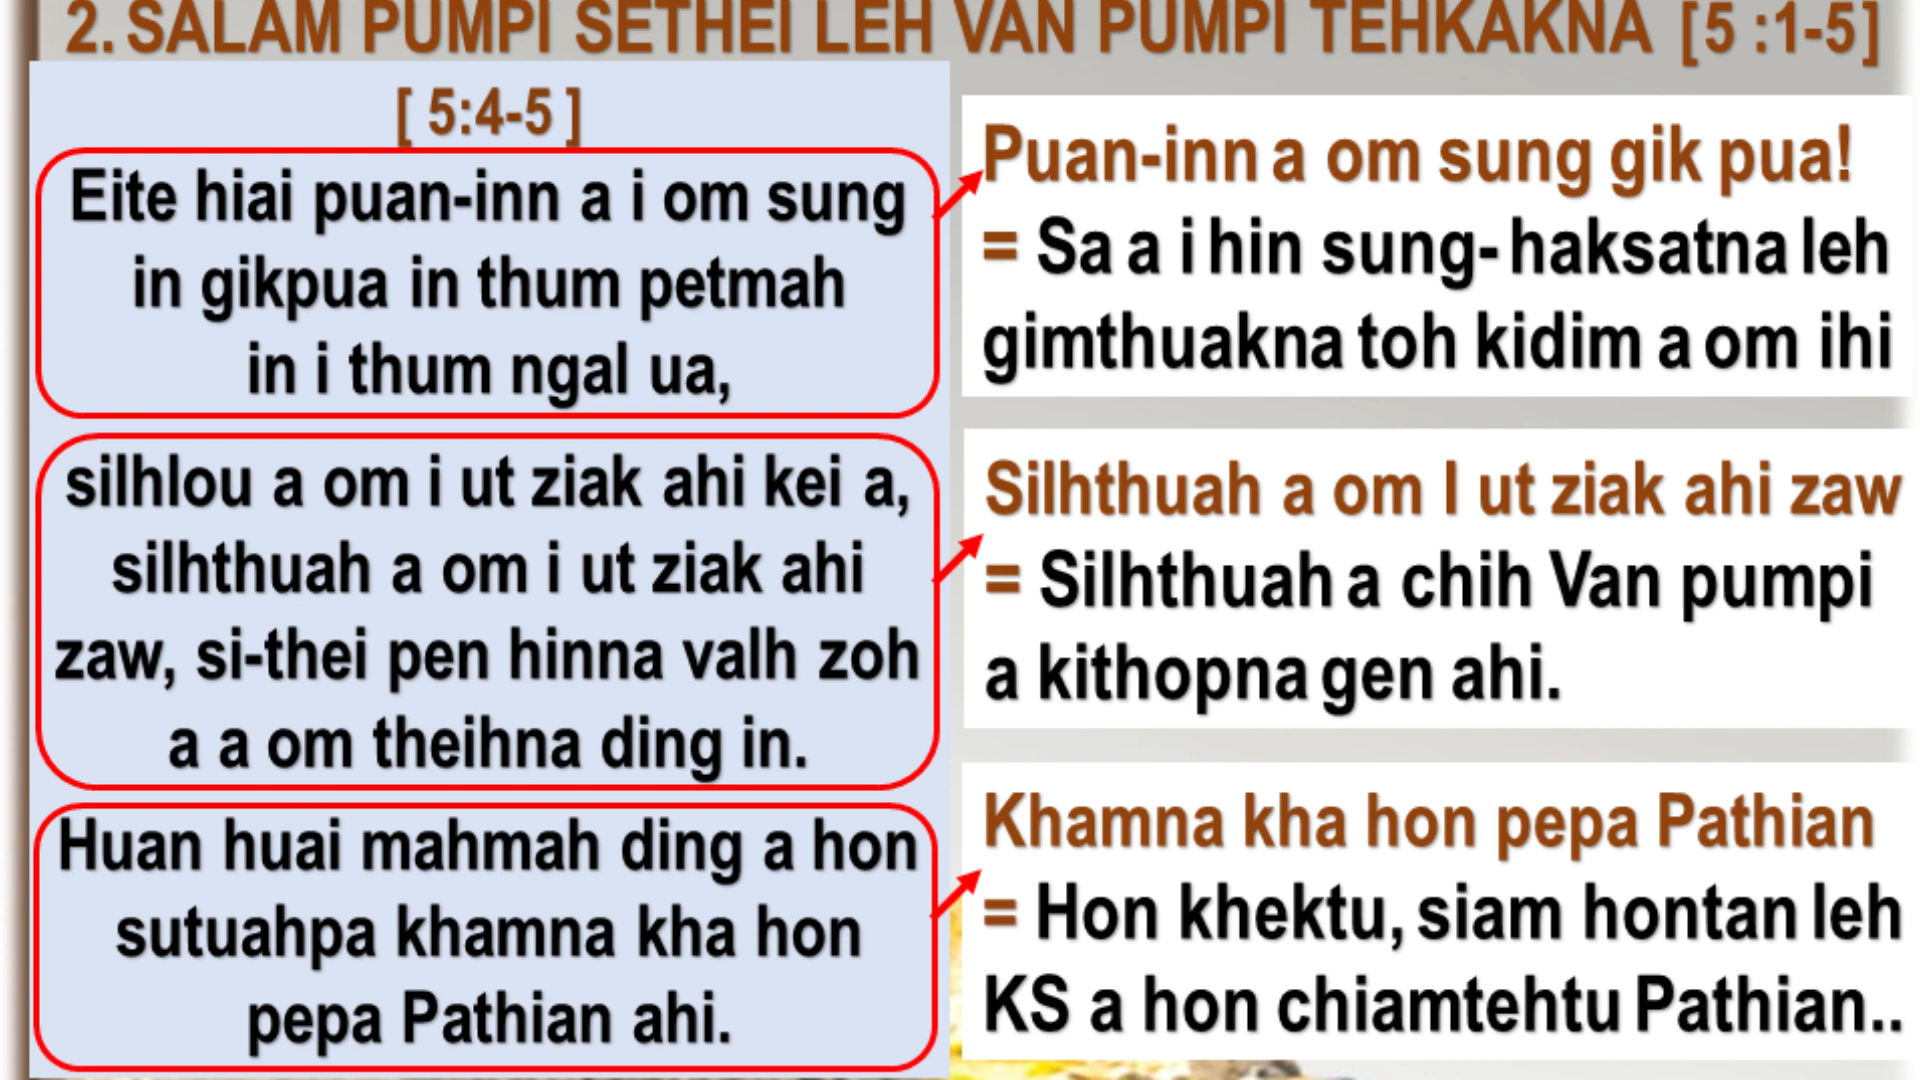 2. SALAM PUMPI SETHEI LEH VAN PUMPI TEHKAKNA [5 :1-5]
[ 5:4-5 ]
Eite hiai puan-inn a i om sung
in gikpua in thum petmah
in i thum ngal ua,
silhlou a om i ut ziak ahi kei a,
silhthuah a om i ut ziak ahi
zaw, si-thei pen hinna valh zoh
a a om theihna ding in.
Huan huai mahmah ding a hon
sutuahpa khamna kha hon
pepa Pathian ahi.
Puan-inn a om sung gik pua!
= Sa a i hin sung- haksatna leh
gimthuakna toh kidim a om ihi
Silhthuah a om I ut ziak ahi zaw
= Silhthuah a chih Van pumpi
a kithopna gen ahi.
Khamna kha hon pepa Pathian
= Hon khektu, siam hontan leh
KS a hon chiamtehtu Pathian..